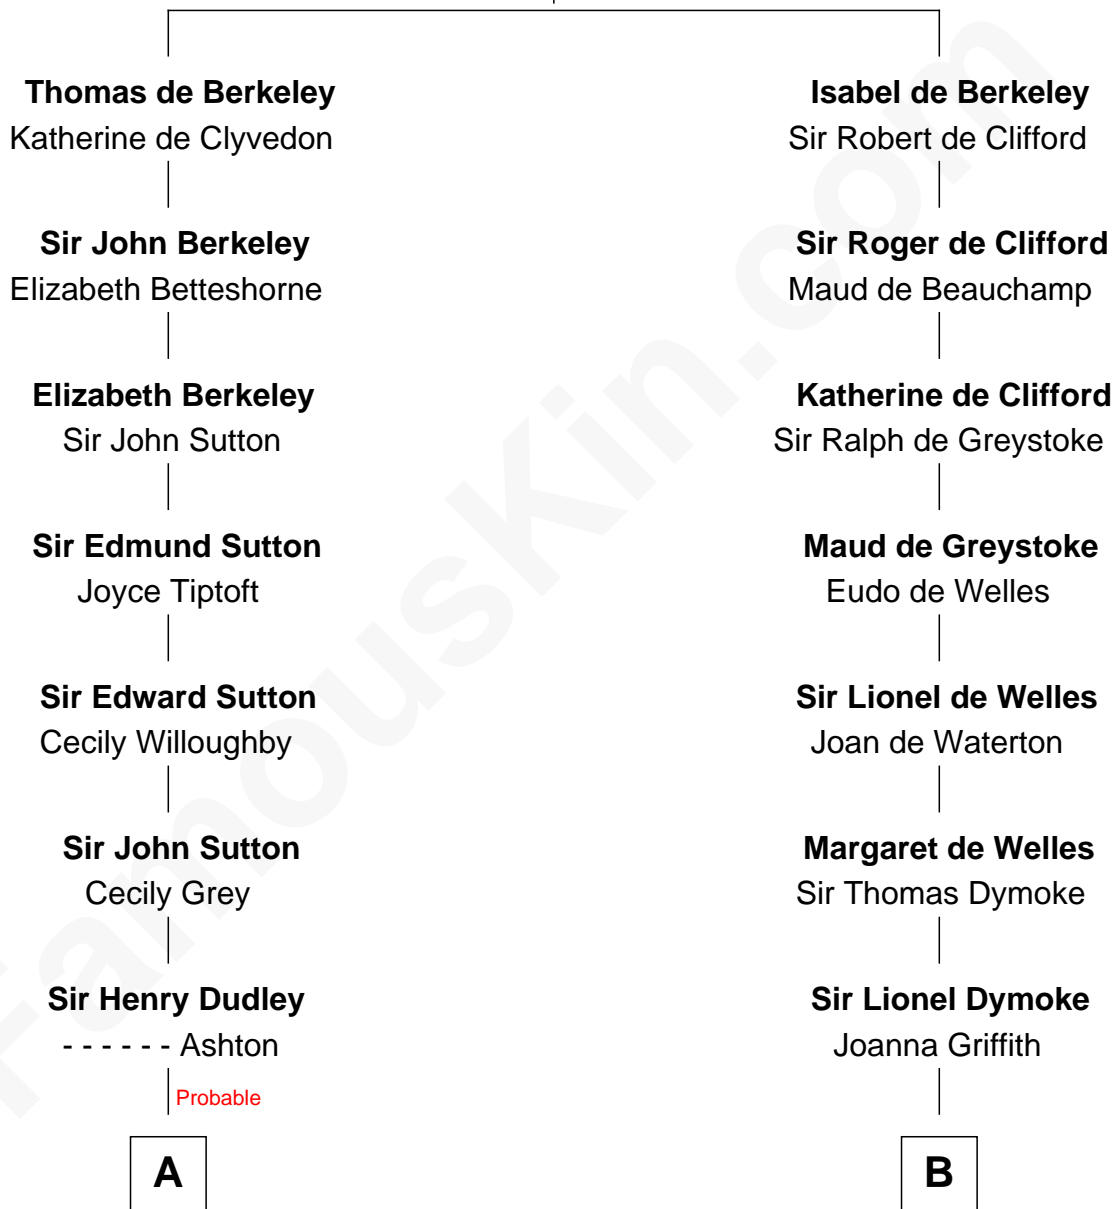 Thomas de Berkeley
Katherine de Clyvedon
Sir John Berkeley
Elizabeth Betteshorne
Elizabeth Berkeley
Sir John Sutton
Sir Edmund Sutton
Joyce Tiptoft
Sir Edward Sutton
Cecily Willoughby
Sir John Sutton
Cecily Grey
Sir Henry Dudley
- - - - - - Ashton
Probable
A
Isabel de Berkeley
Sir Robert de Clifford
Sir Roger de Clifford
Maud de Beauchamp
Katherine de Clifford
Sir Ralph de Greystoke
Maud de Greystoke
Eudo de Welles
Sir Lionel de Welles
Joan de Waterton
Margaret de Welles
Sir Thomas Dymoke
Sir Lionel Dymoke
Joanna Griffith
B
FamousKin.com